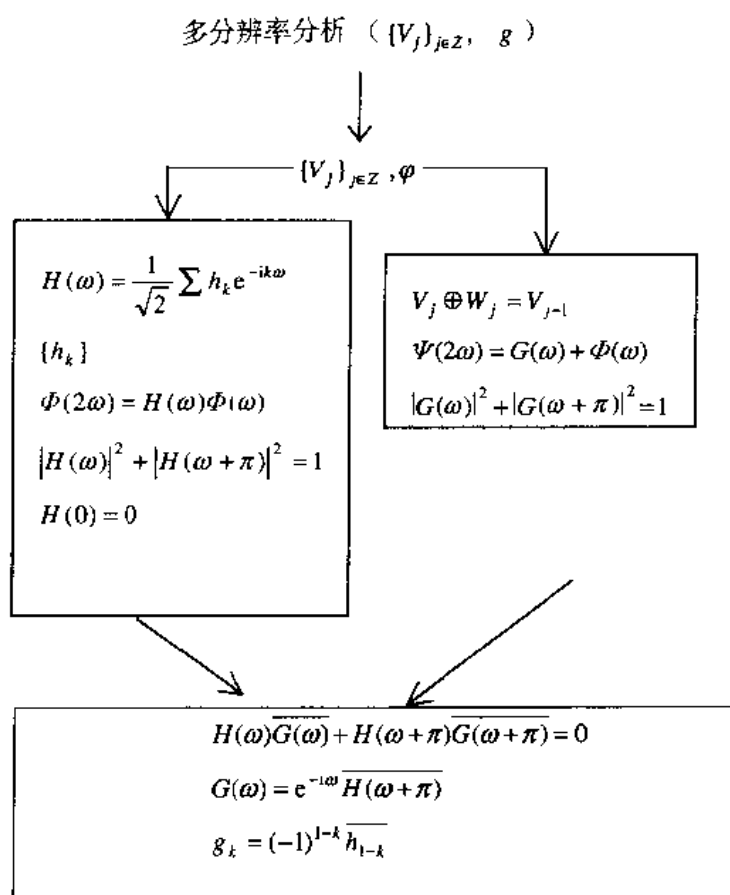 多分辨率分析 （{V_j}_{j∈Z}, g ）
{V_j}_{j∈Z} , φ
H(ω) = \frac{1}{\sqrt{2}} ∑ h_k e^{-ikω}
{h_k}
Φ(2ω) = H(ω)Φ(ω)
|H(ω)|^2 + |H(ω + π)|^2 = 1
H(0) = 0
V_j ⊕ W_j = V_{j-1}
Ψ(2ω) = G(ω) + Φ(ω)
|G(ω)|^2 + |G(ω + π)|^2 = 1
H(ω)\overline{G(ω)} + H(ω + π)\overline{G(ω + π)} = 0
G(ω) = e^{-iω} \overline{H(ω + π)}
g_k = (-1)^{1-k} \overline{h_{1-k}}